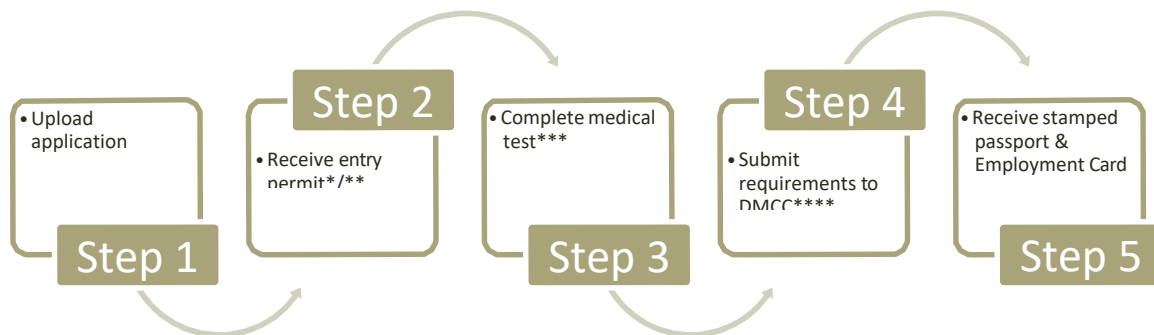 • Upload
application
Step 1
Step 2
• Receive entry
permit*/**
• Complete medical
test***
Step 3
Step 4
• Submit
requirements to
DMCC****
• Receive stamped
passport &
Employment Card
Step 5